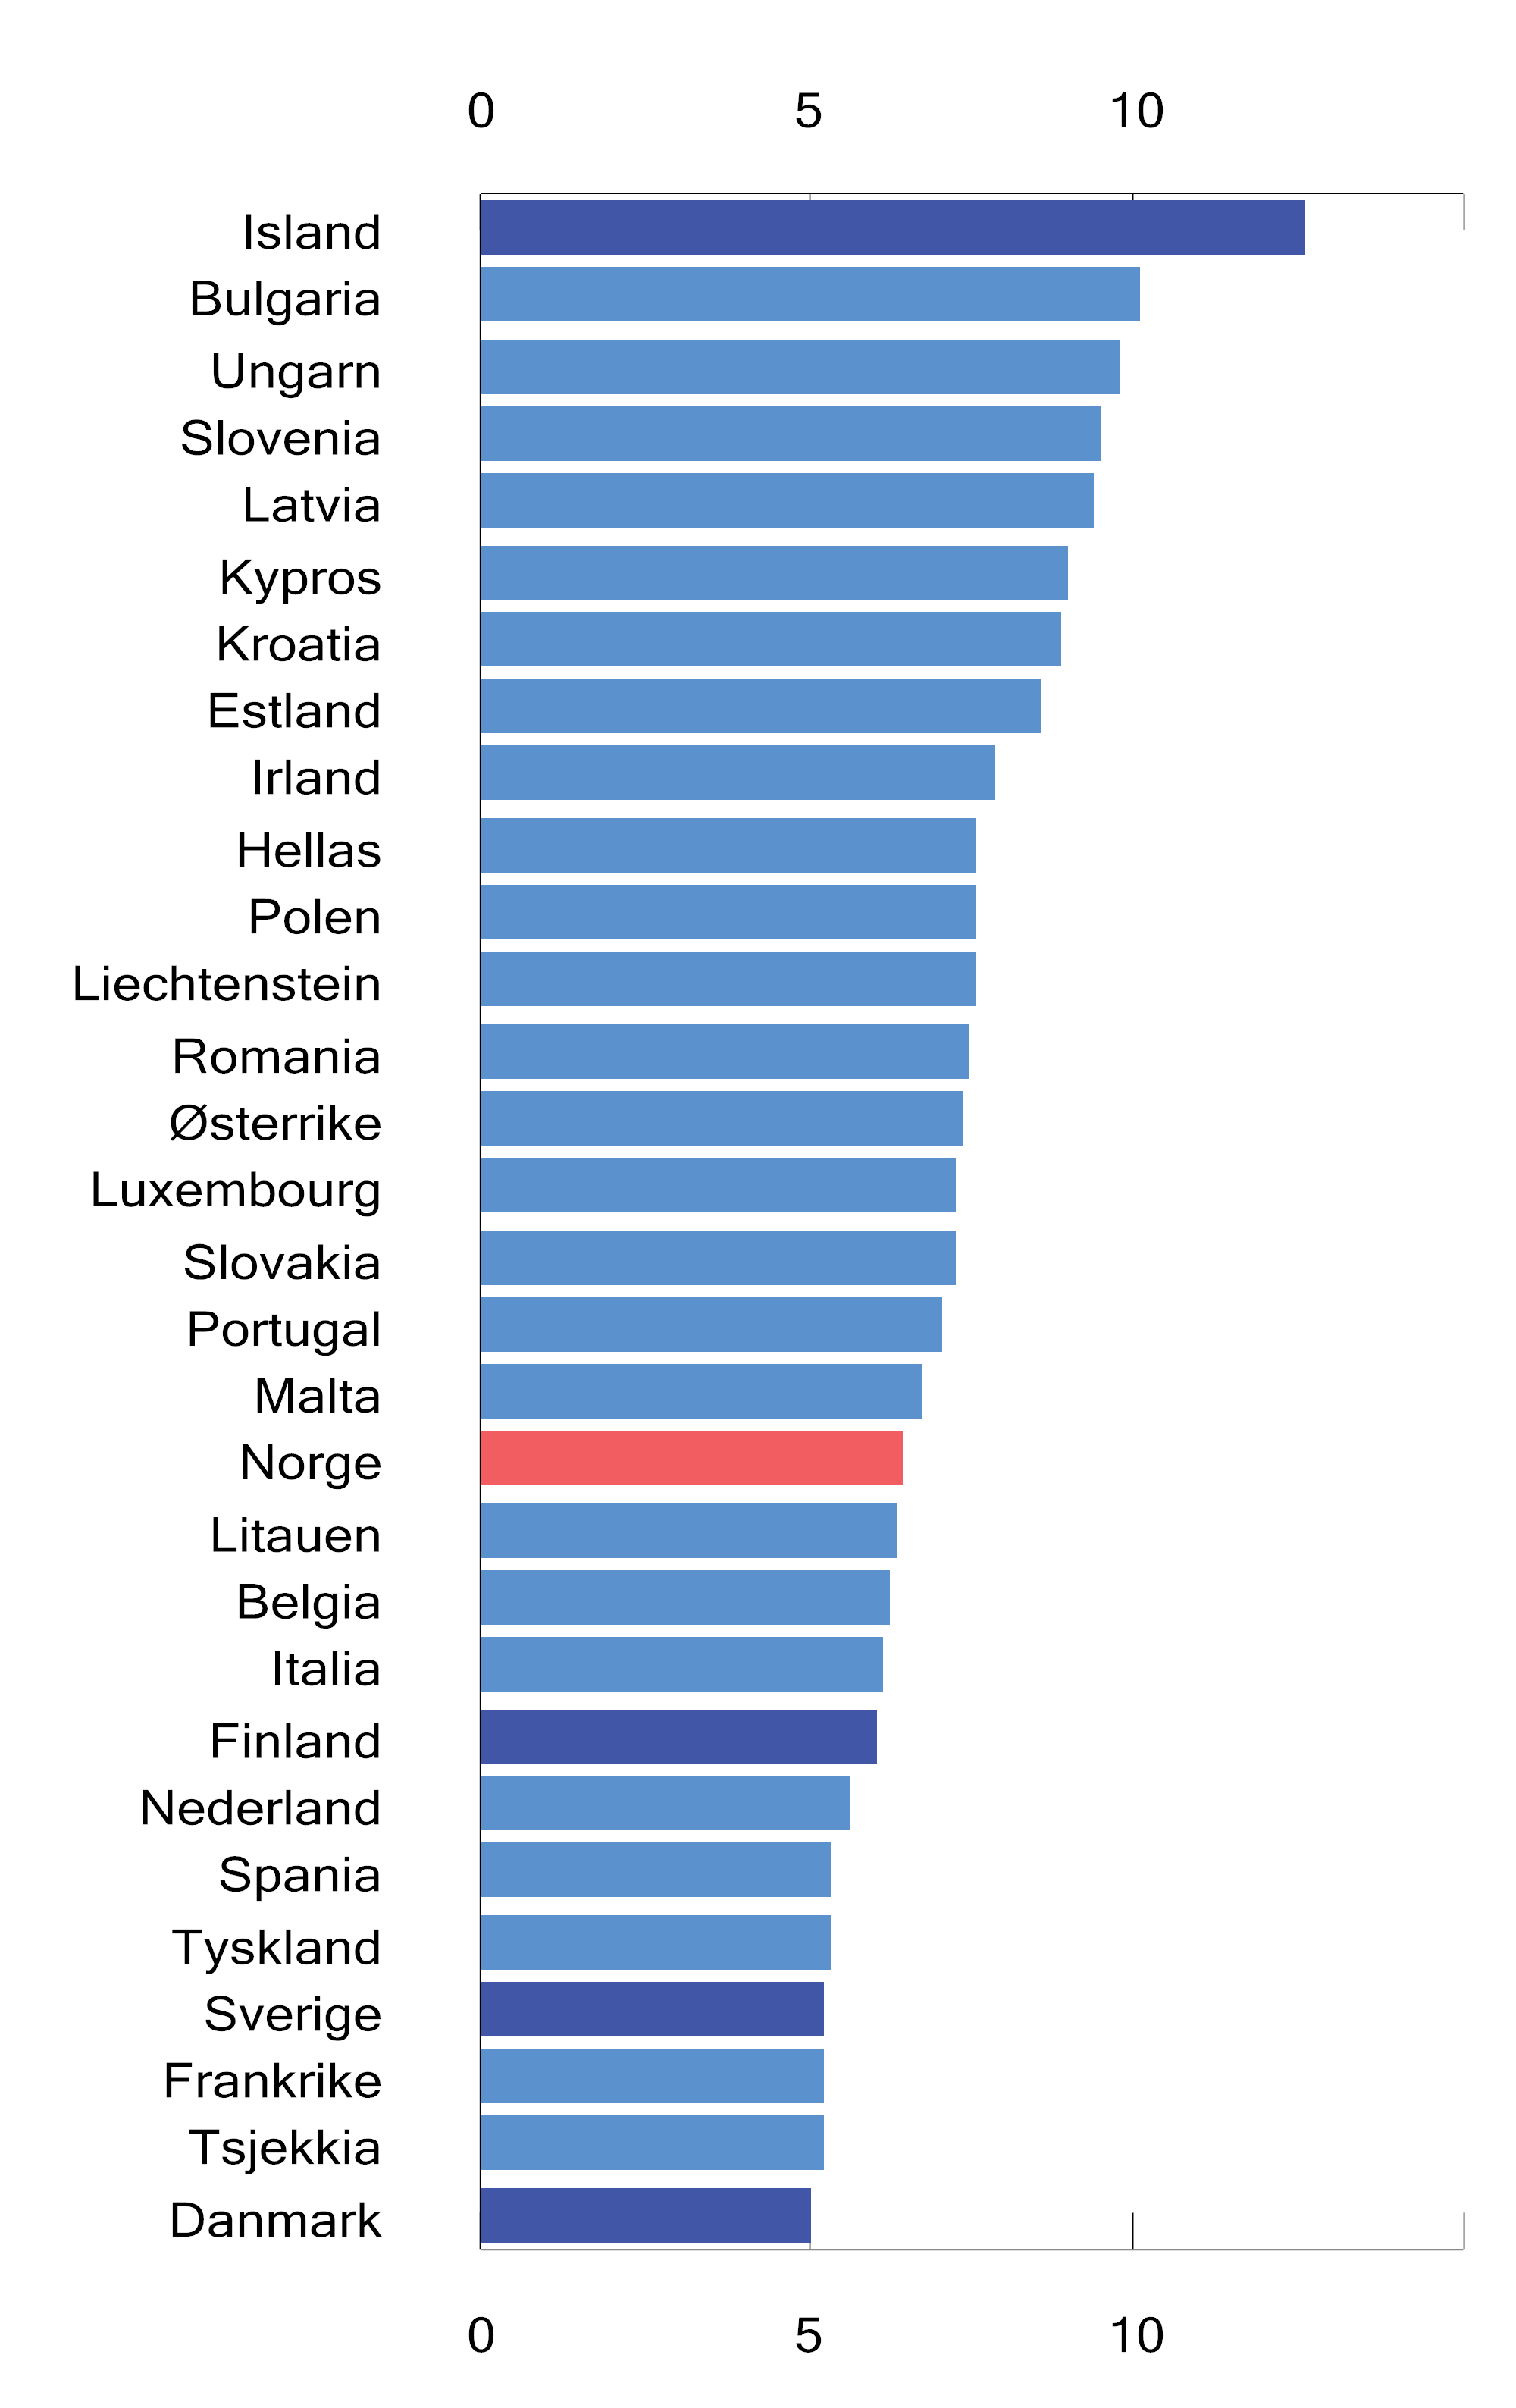 0 5 10
Island
Bulgaria
Ungarn
Slovenia
Latvia
Kypros
Kroatia
Estland
Irland
Hellas
Polen
Liechtenstein
Romania
Østerrike
Luxembourg
Slovakia
Portugal
Malta
Norge
Litauen
Belgia
Italia
Finland
Nederland
Spania
Tyskland
Sverige
Frankrike
Tsjekkia
Danmark
0 5 10